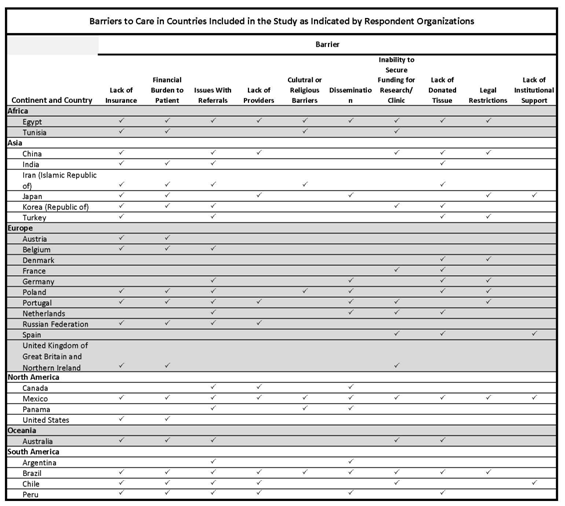 Barriers to Care in Countries Included in the Study as Indicated by Respondent Organizations
Barrier
Continent and Country
Lack of
Insurance
Financial
Burden to
Patient
Issues With
Referrals
Lack of
Providers
Culutral or
Religious
Barriers
Disseminatio
n
Inability to
Secure
Funding for
Research/
Clinic
Lack of
Donated
Tissue
Legal
Restrictions
Lack of
Institutional
Support
Africa
Egypt ✓ ✓ ✓ ✓ ✓ ✓ ✓ ✓ ✓
Tunisia ✓ ✓ ✓ ✓
Asia
China ✓ ✓ ✓ ✓ ✓ ✓
India ✓ ✓ ✓ ✓
Iran (Islamic Republic
of) ✓ ✓ ✓ ✓ ✓
Japan ✓ ✓ ✓ ✓ ✓ ✓
Korea (Republic of) ✓ ✓ ✓ ✓ ✓
Turkey ✓ ✓ ✓ ✓
Europe
Austria ✓ ✓
Belgium ✓ ✓ ✓
Denmark ✓ ✓
France ✓ ✓
Germany ✓ ✓ ✓ ✓
Poland ✓ ✓ ✓ ✓ ✓ ✓ ✓
Portugal ✓ ✓ ✓ ✓ ✓ ✓ ✓
Netherlands ✓ ✓ ✓ ✓
Russian Federation ✓ ✓ ✓ ✓
Spain ✓ ✓ ✓
United Kingdom of
Great Britain and
Northern Ireland ✓ ✓ ✓
North America
Canada ✓ ✓ ✓
Mexico ✓ ✓ ✓ ✓ ✓ ✓ ✓ ✓ ✓ ✓
Panama ✓ ✓ ✓
United States ✓ ✓
Oceania
Australia ✓ ✓ ✓ ✓ ✓
South America
Argentina ✓ ✓
Brazil ✓ ✓ ✓ ✓ ✓ ✓ ✓ ✓ ✓
Chile ✓ ✓ ✓ ✓ ✓ ✓
Peru ✓ ✓ ✓ ✓ ✓ ✓